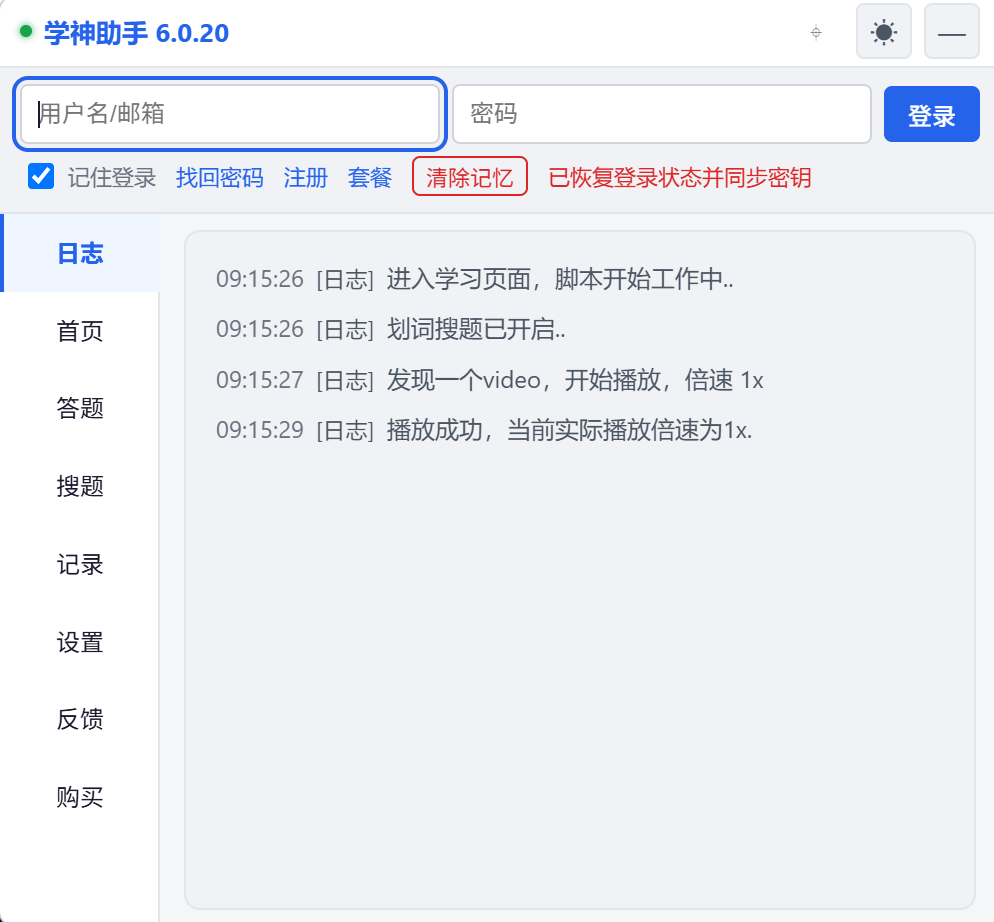 学神助手 6.0.20
用户名/邮箱 密码 登录
记住登录 找回密码 注册 套餐 清除记忆 已恢复登录状态并同步密钥
日志
首页
答题
搜题
记录
设置
反馈
购买
09:15:26 [日志] 进入学习页面，脚本开始工作中..
09:15:26 [日志] 划词搜题已开启..
09:15:27 [日志] 发现一个video，开始播放，倍速 1x
09:15:29 [日志] 播放成功，当前实际播放倍速为1x.